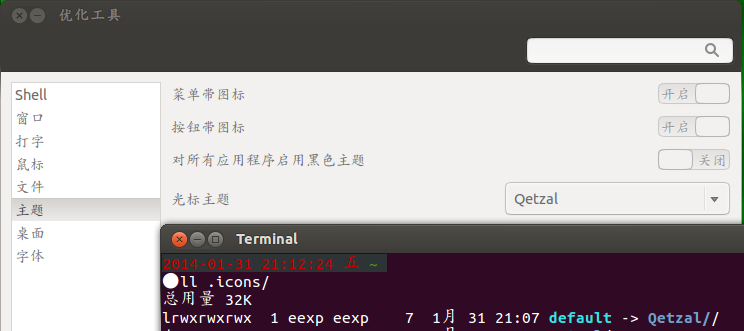 优化工具
Shell
窗口
打字
鼠标
文件
主题
桌面
字体
菜单带图标 开启
按钮带图标 开启
对所有应用程序启用黑色主题 关闭
光标主题 Qetzal
Terminal
2014-01-31 21:12:24 五 ~
ll .icons/
总用量 32K
lrwxrwxrwx 1 eexp eexp 7 1月 31 21:07 default -> Qetzal//